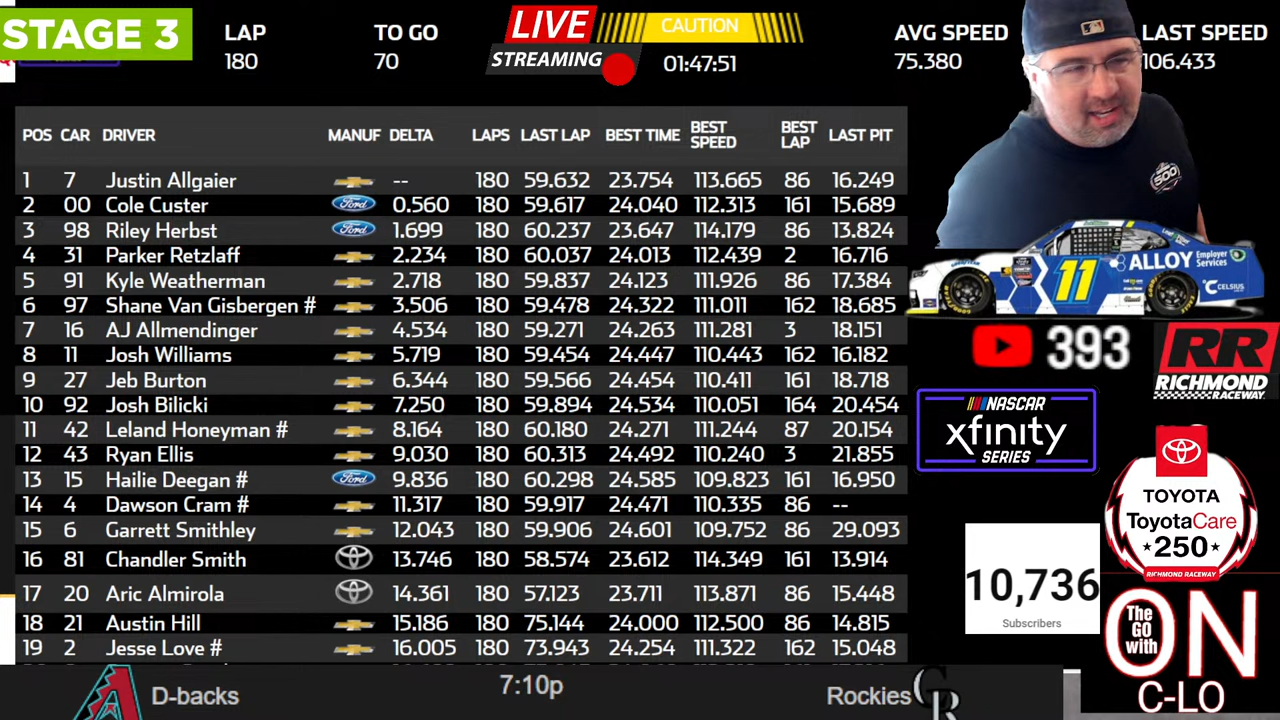 STAGE 3
LAP
180
TO GO
70
LIVE
STREAMING
CAUTION
01:47:51
AVG SPEED
75.380
LAST SPEED
106.433
POS CAR DRIVER MANUF DELTA LAPS LAST LAP BEST TIME BEST SPEED BEST LAP LAST PIT
1 7 Justin Allgaier -- 180 59.632 23.754 113.665 86 16.249
2 00 Cole Custer Ford 0.560 180 59.617 24.040 112.313 161 15.689
3 98 Riley Herbst Ford 1.699 180 60.237 23.647 114.179 86 13.824
4 31 Parker Retzlaff 2.234 180 60.037 24.013 112.439 2 16.716
5 91 Kyle Weatherman 2.718 180 59.837 24.123 111.926 86 17.384
6 97 Shane Van Gisbergen # 3.506 180 59.478 24.322 111.011 162 18.685
7 16 AJ Allmendinger 4.534 180 59.271 24.263 111.281 3 18.151
8 11 Josh Williams 5.719 180 59.454 24.447 110.443 162 16.182
9 27 Jeb Burton 6.344 180 59.566 24.454 110.411 161 18.718
10 92 Josh Bilicki 7.250 180 59.894 24.534 110.051 164 20.454
11 42 Leland Honeyman # 8.164 180 60.180 24.271 111.244 87 20.154
12 43 Ryan Ellis 9.030 180 60.313 24.492 110.240 3 21.855
13 15 Hailie Deegan # Ford 9.836 180 60.298 24.585 109.823 161 16.950
14 4 Dawson Cram # 11.317 180 59.917 24.471 110.335 86 --
15 6 Garrett Smithley 12.043 180 59.906 24.601 109.752 86 29.093
16 81 Chandler Smith 13.746 180 58.574 23.612 114.349 161 13.914
17 20 Aric Almirola 14.361 180 57.123 23.711 113.871 86 15.448
18 21 Austin Hill 15.186 180 75.144 24.000 112.500 86 14.815
19 2 Jesse Love # 16.005 180 73.943 24.254 111.322 162 15.048
500
11
ALLOY Employer Services
CELSIUS
393
RR
RICHMOND
RACEWAY
NASCAR
xfinity
SERIES
TOYOTA
ToyotaCare
250
RICHMOND RACEWAY
10,736
Subscribers
The GO with
ON
C-LO
D-backs
7:10p
Rockies
CR